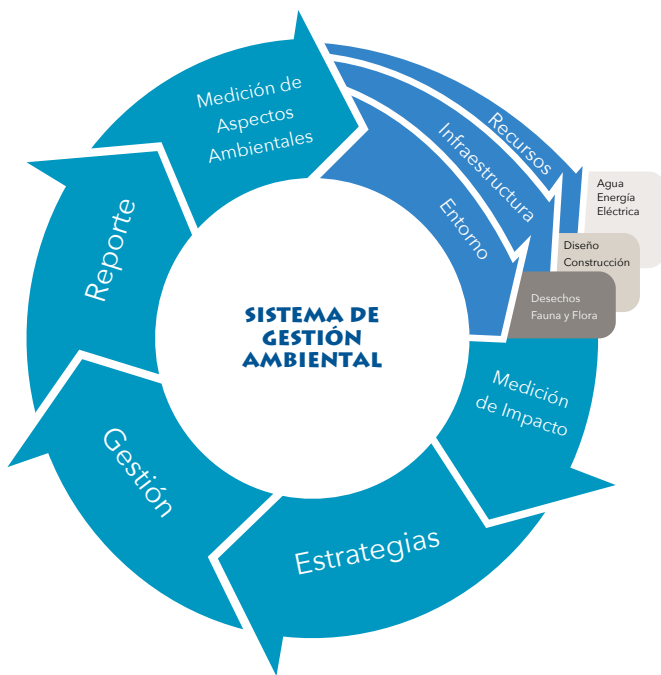 Medición de
Aspectos
Ambientales
Recursos
Infraestructura
Entorno
Agua
Energía
Eléctrica
Diseño
Construcción
Desechos
Fauna y Flora
Medición
de Impacto
Estrategias
Gestión
Reporte
SISTEMA DE
GESTIÓN
AMBIENTAL